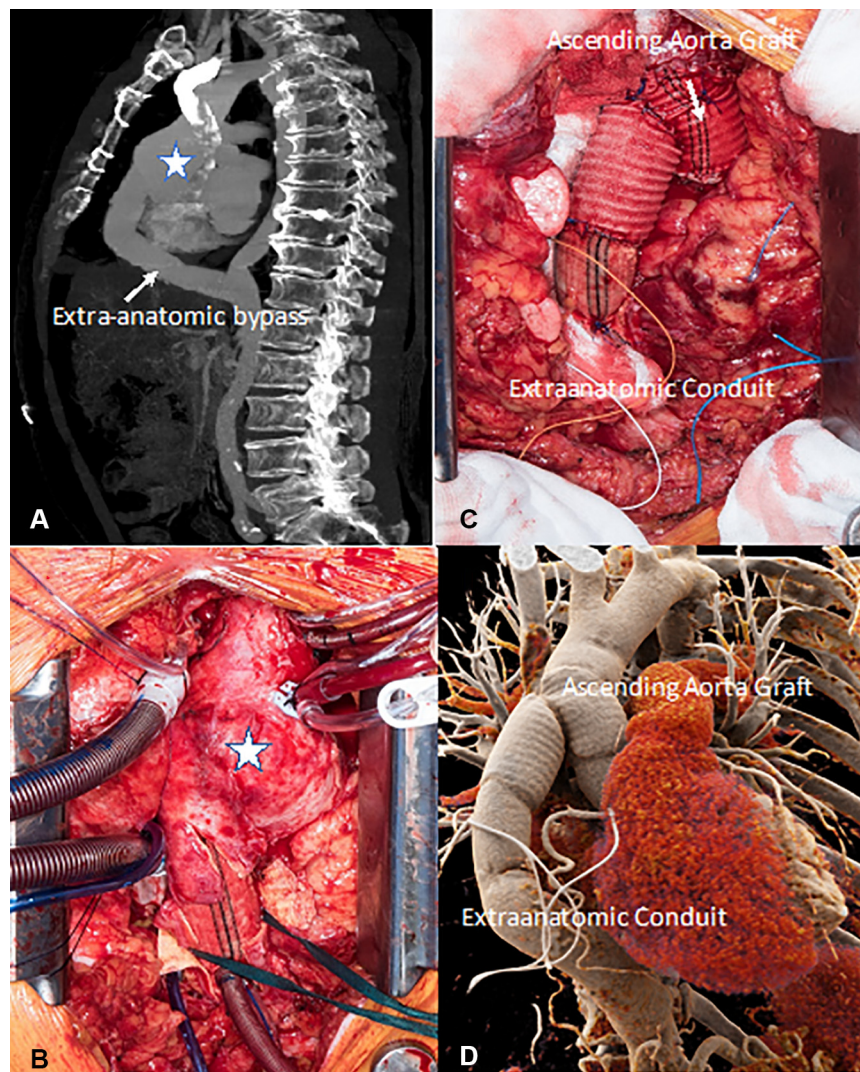 Extra-anatomic bypass
A
Ascending Aorta Graft
Extraanatomic Conduit
C
B
Ascending Aorta Graft
Extraanatomic Conduit
D